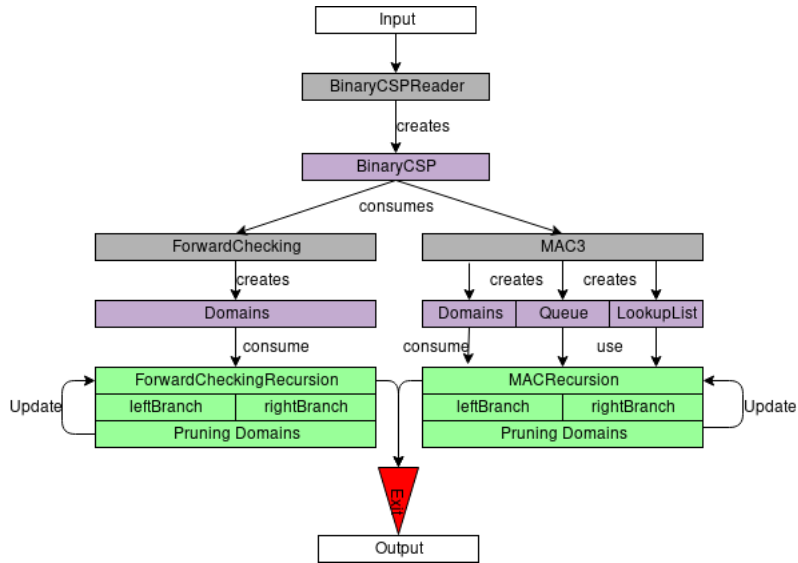 Input
BinaryCSPReader
creates
BinaryCSP
consumes
ForwardChecking
MAC3
creates
creates
creates
Domains
Domains
Queue
LookupList
consume
consume
use
ForwardCheckingRecursion
MACRecursion
Update
leftBranch
rightBranch
leftBranch
rightBranch
Update
Pruning Domains
Pruning Domains
Exit
Output